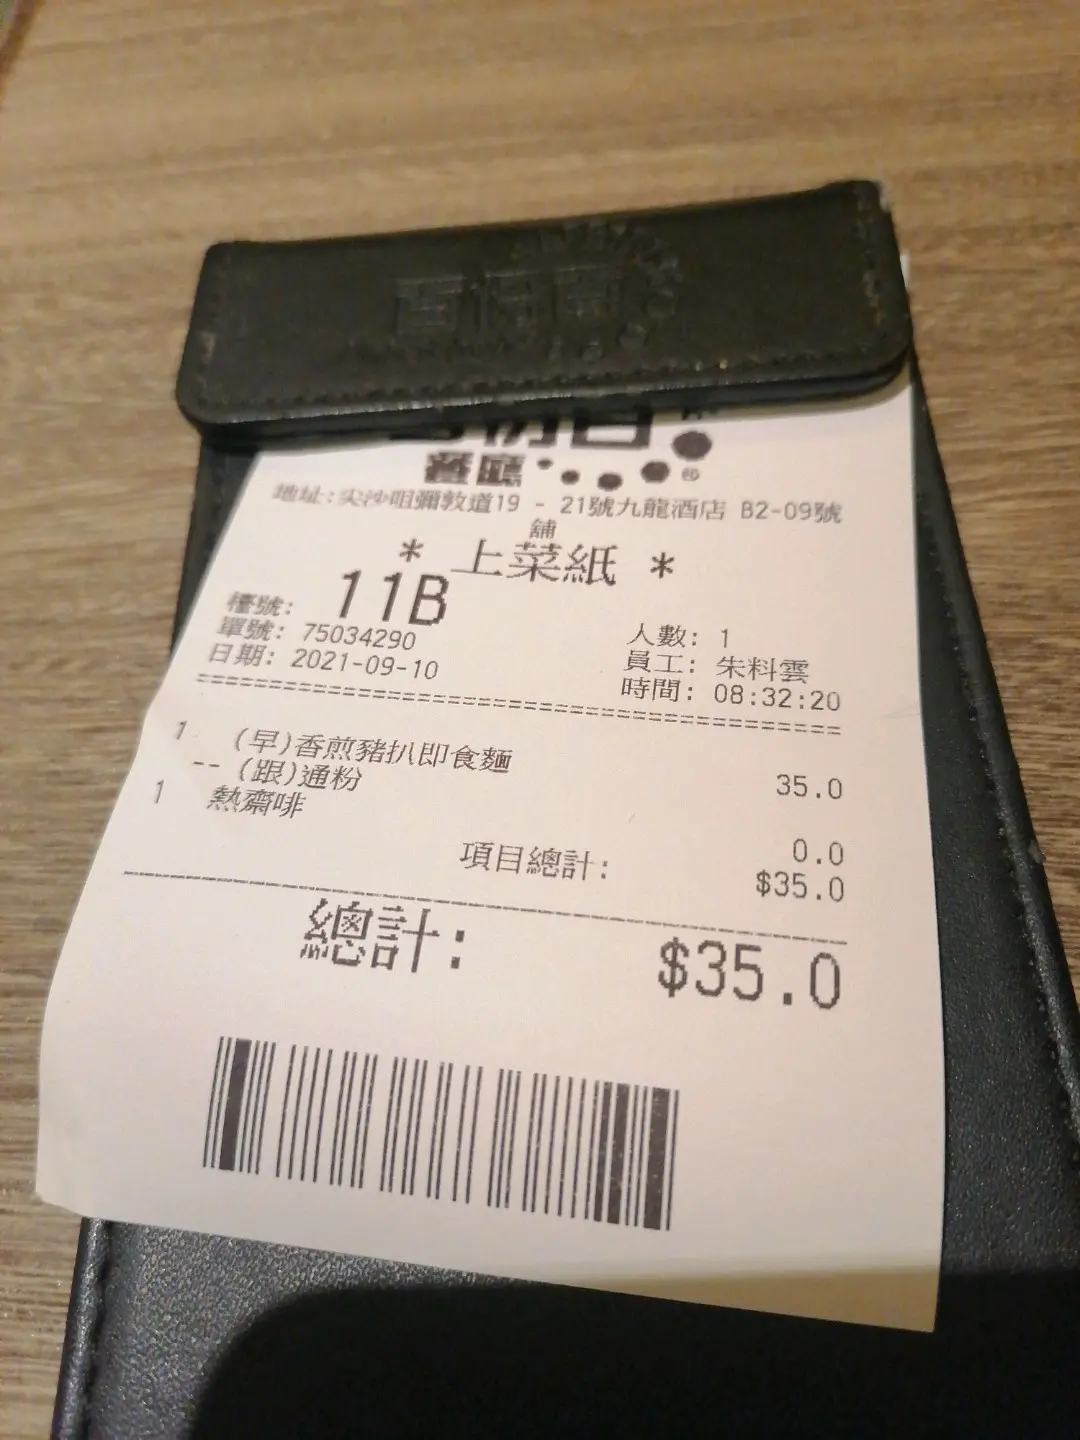 餐廳
地址:尖沙咀彌敦道19 - 21號九龍酒店 B2-09號
舖
* 上菜紙 *
檯號: 11B
單號: 75034290 人數: 1
日期: 2021-09-10 員工: 朱料雲
時間: 08:32:20
1 (早)香煎豬扒即食麵 35.0
-- (跟)通粉
1 熱齋啡 0.0
項目總計: $35.0
總計: $35.0